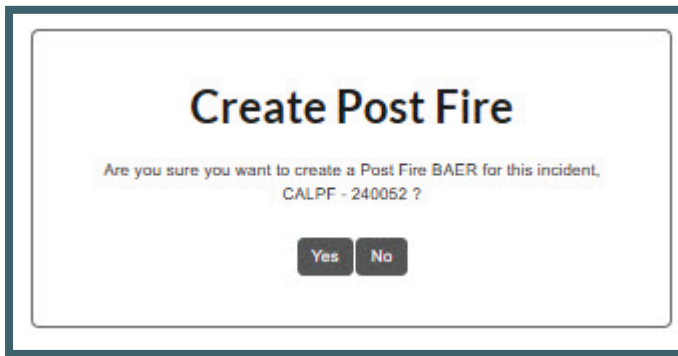 Create Post Fire
Are you sure you want to create a Post Fire BAER for this incident,
CALPF - 240052 ?
Yes No